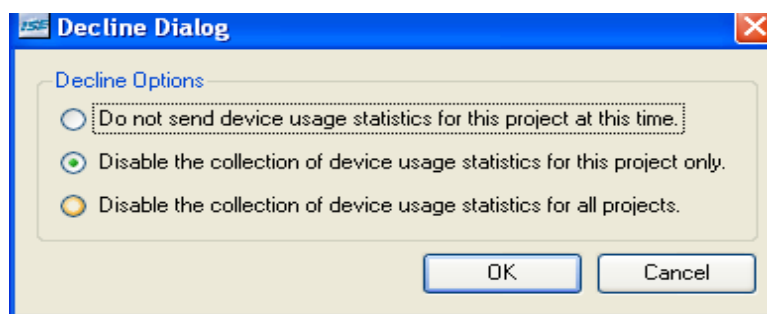 ISE Decline Dialog
Decline Options
Do not send device usage statistics for this project at this time.
Disable the collection of device usage statistics for this project only.
Disable the collection of device usage statistics for all projects.
OK Cancel